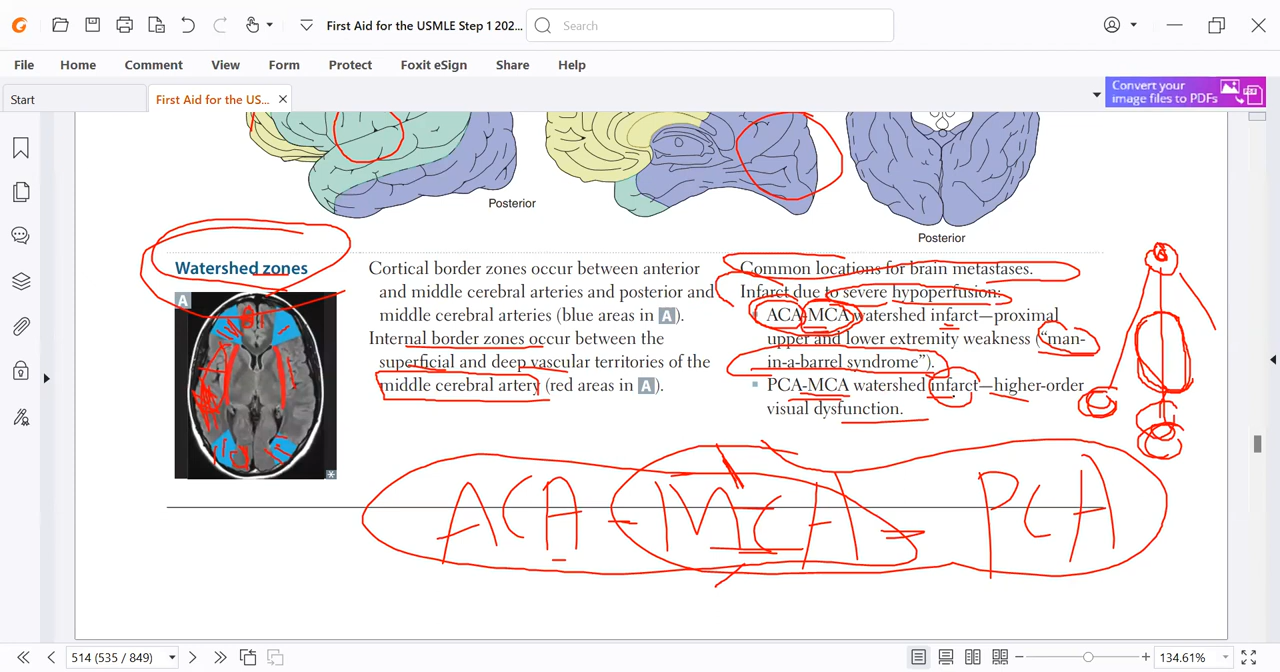 First Aid for the USMLE Step 1 202...
Search
File Home Comment View Form Protect Foxit eSign Share Help
Start
First Aid for the US...
Convert your
image files to PDFs
Posterior
Posterior
Posterior
Watershed zones
A
Cortical border zones occur between anterior
and middle cerebral arteries and posterior and
middle cerebral arteries (blue areas in A).
Internal border zones occur between the
superficial and deep vascular territories of the
middle cerebral artery (red areas in A).
Common locations for brain metastases.
Infarct due to severe hypoperfusion:
ACA-MCA watershed infarct—proximal
upper and lower extremity weakness (“man-
in-a-barrel syndrome”).
PCA-MCA watershed infarct—higher-order
visual dysfunction.
ACA - MCA = PCA
514 (535 / 849)
134.61%